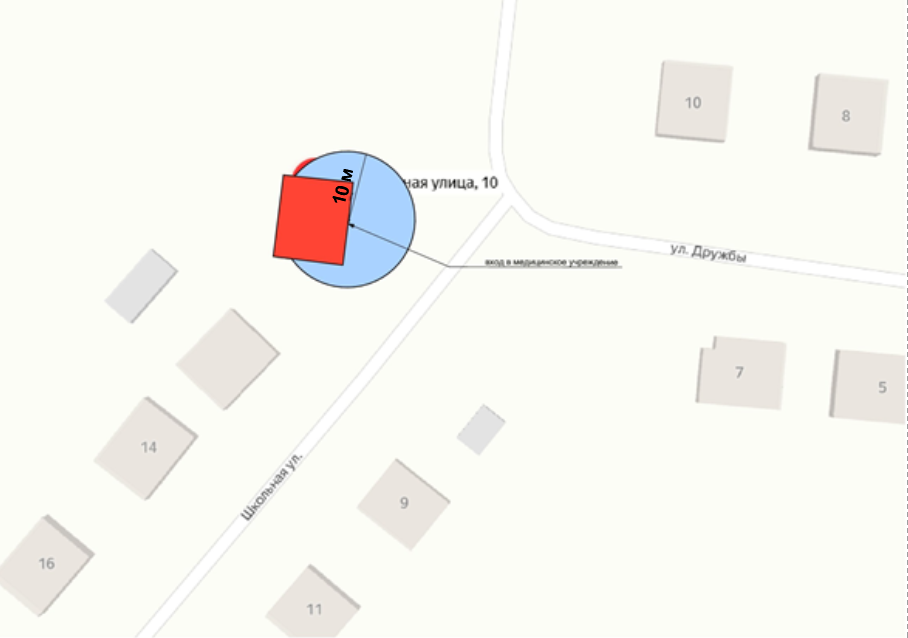 10
8
10 м
ная улица, 10
ул. Дружбы
вход в медицинское учреждение
7
5
14
Школьная ул.
9
16
11